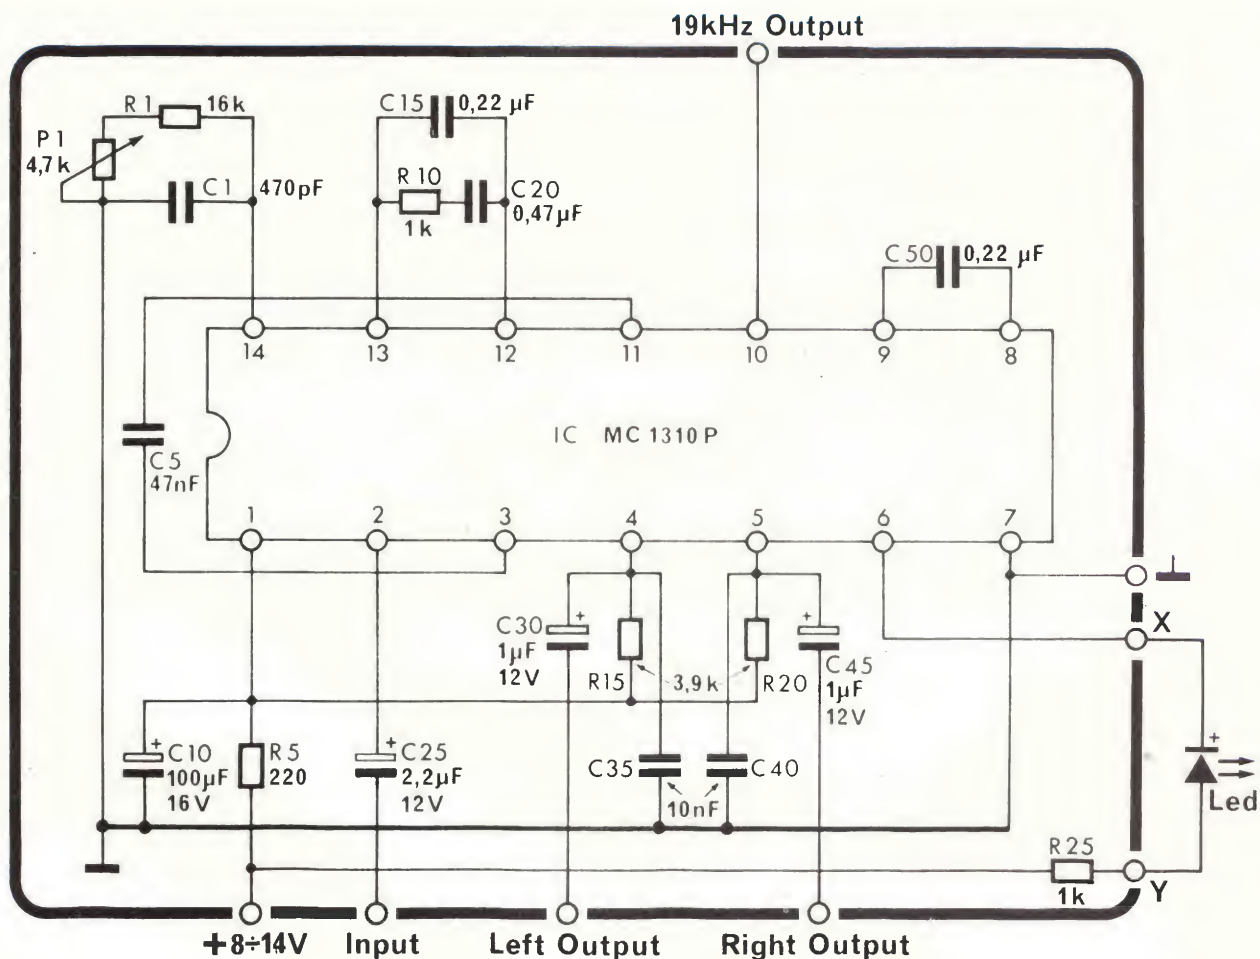 19kHz Output
R1 16k
P1
4,7k
C1 470pF
C15 0,22 µF
R10
1k
C20
0,47µF
C50 0,22 µF
14 13 12 11 10 9 8
IC MC 1310 P
C5
47nF
1 2 3 4 5 6 7
X
C30
1µF
12V
R15 3,9k R20
C45
1µF
12V
C10
100µF
16V
R5
220
C25
2,2µF
12V
C35 C40
10nF
+ + + + +
Led
R25
1k
Y
+8÷14V Input Left Output Right Output